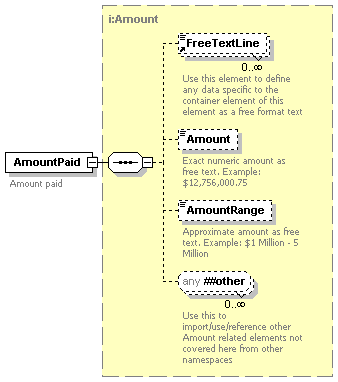 i:Amount
FreeTextLine
0..∞
Use this element to define
any data specific to the
container element of this
element as a free format text
Amount
Exact numeric amount as
free text. Example:
$12,756,000.75
AmountPaid
Amount paid
AmountRange
Approximate amount as free
text. Example: $1 Million - 5
Million
any ##other
0..∞
Use this to
import/use/reference other
Amount related elements not
covered here from other
namespaces